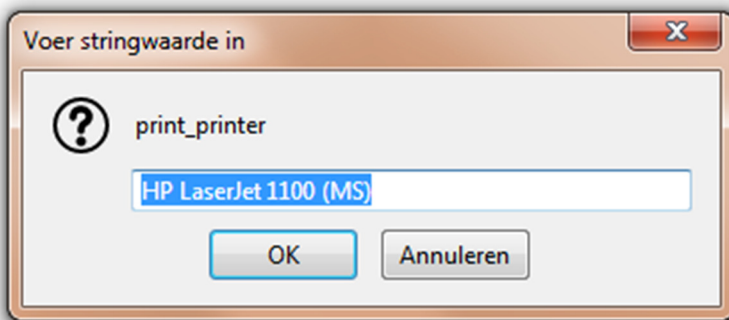 Voer stringwaarde in
print_printer
HP LaserJet 1100 (MS)
OK
Annuleren